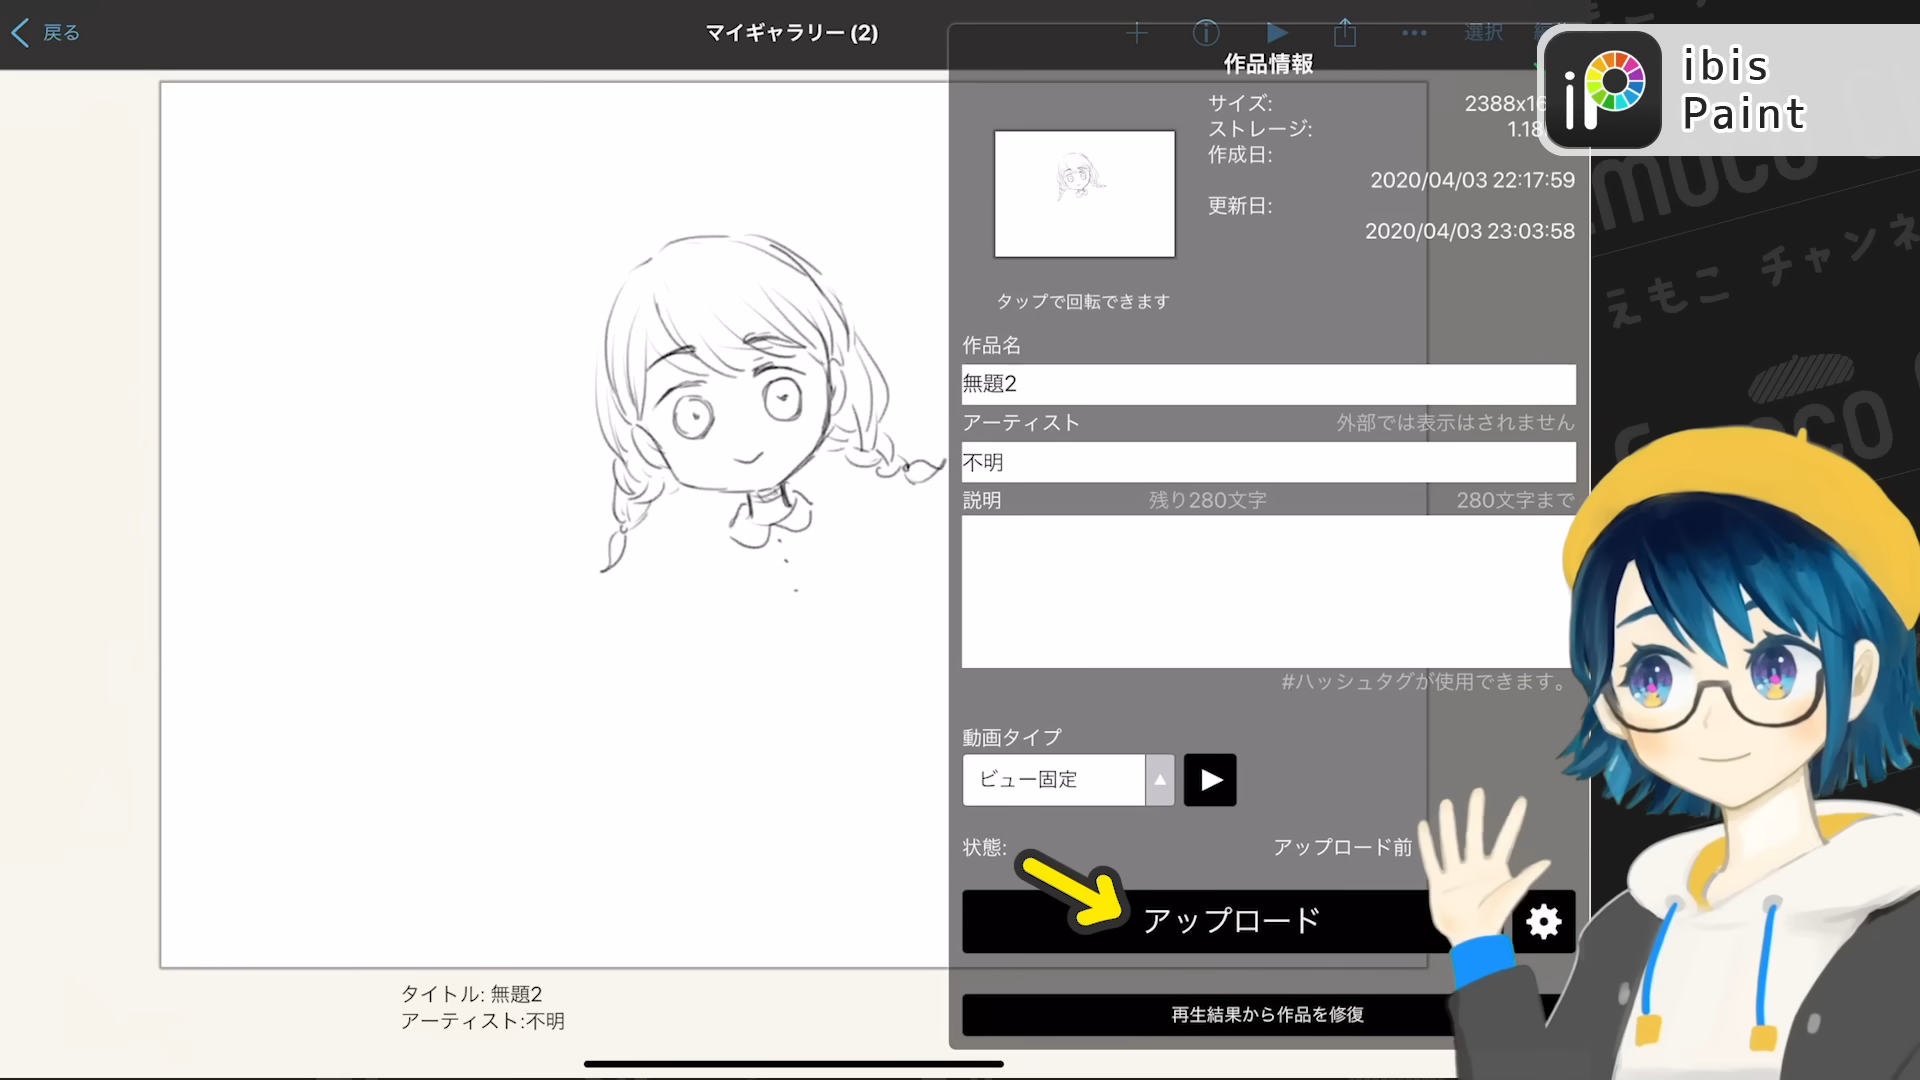 戻る
マイギャラリー (2)
選択
作品情報
ibis
Paint
サイズ:
2388x16
ストレージ:
1.18
作成日:
2020/04/03 22:17:59
更新日:
2020/04/03 23:03:58
タップで回転できます
えもこ チャンネ
作品名
無題2
アーティスト
外部では表示はされません
不明
説明
残り280文字
280文字まで
#ハッシュタグが使用できます。
動画タイプ
ビュー固定
状態:
アップロード前
アップロード
再生結果から作品を修復
タイトル: 無題2
アーティスト:不明